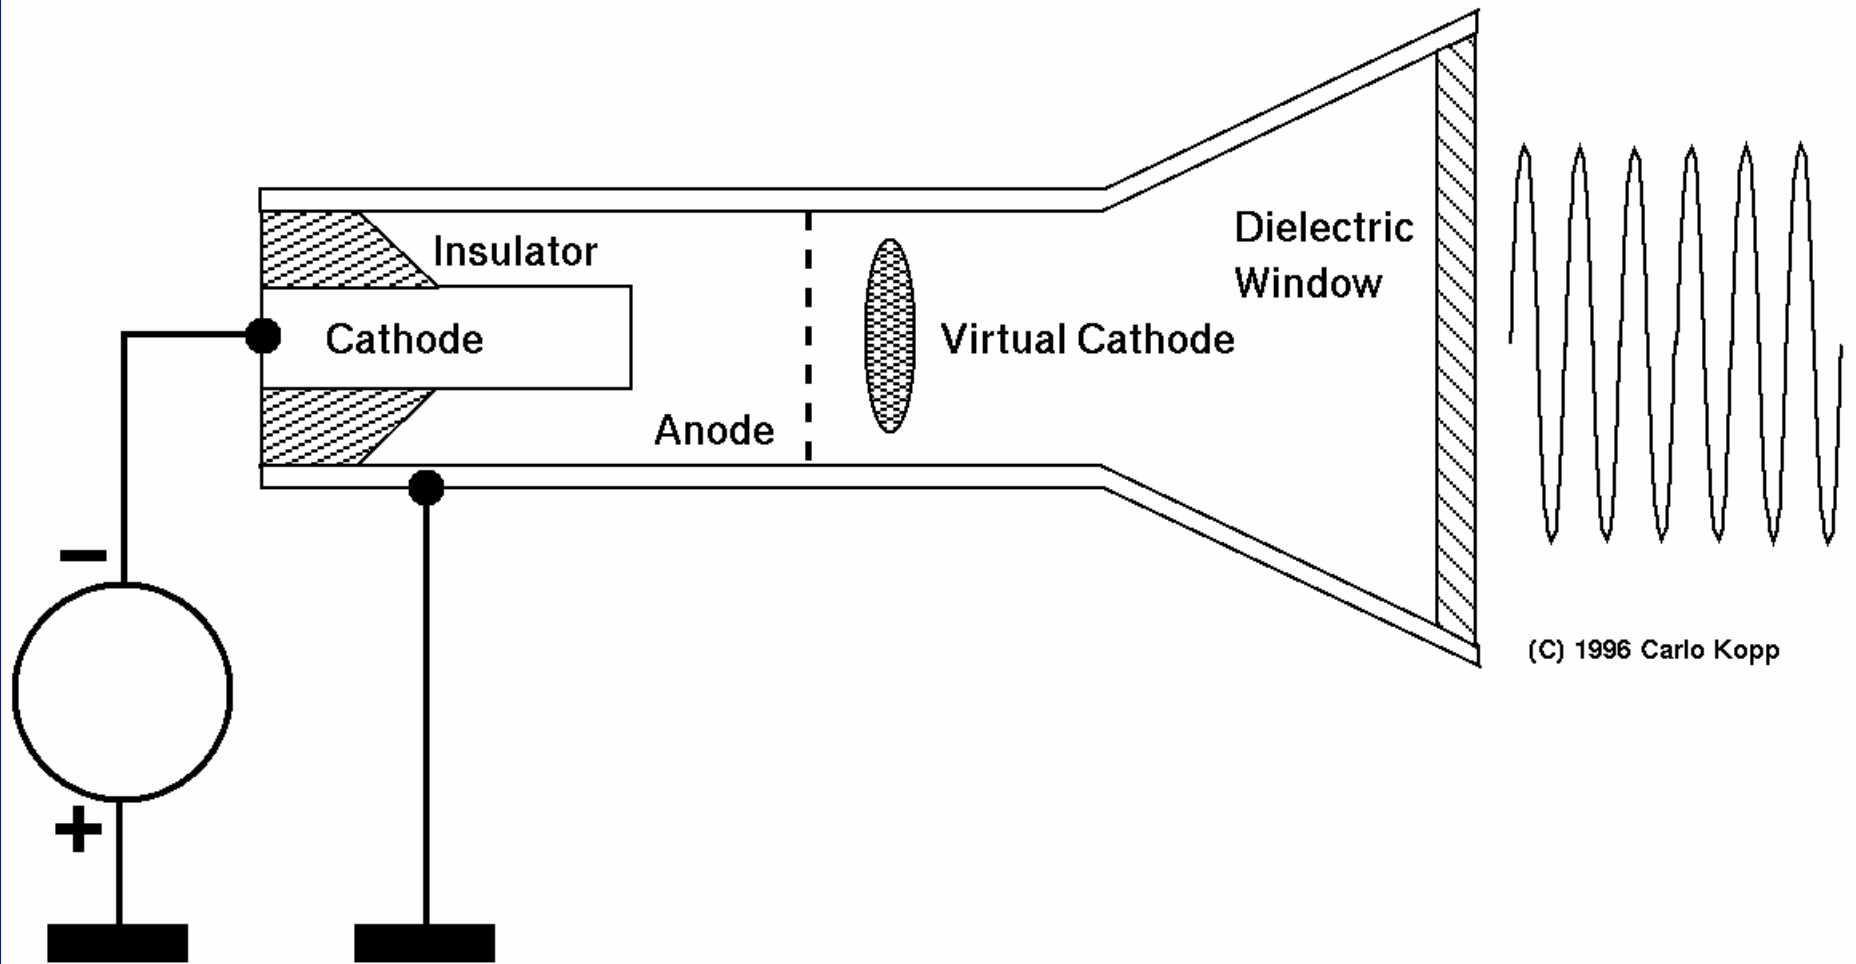 Insulator
Cathode
Anode
Virtual Cathode
Dielectric
Window
−
+
(C) 1996 Carlo Kopp